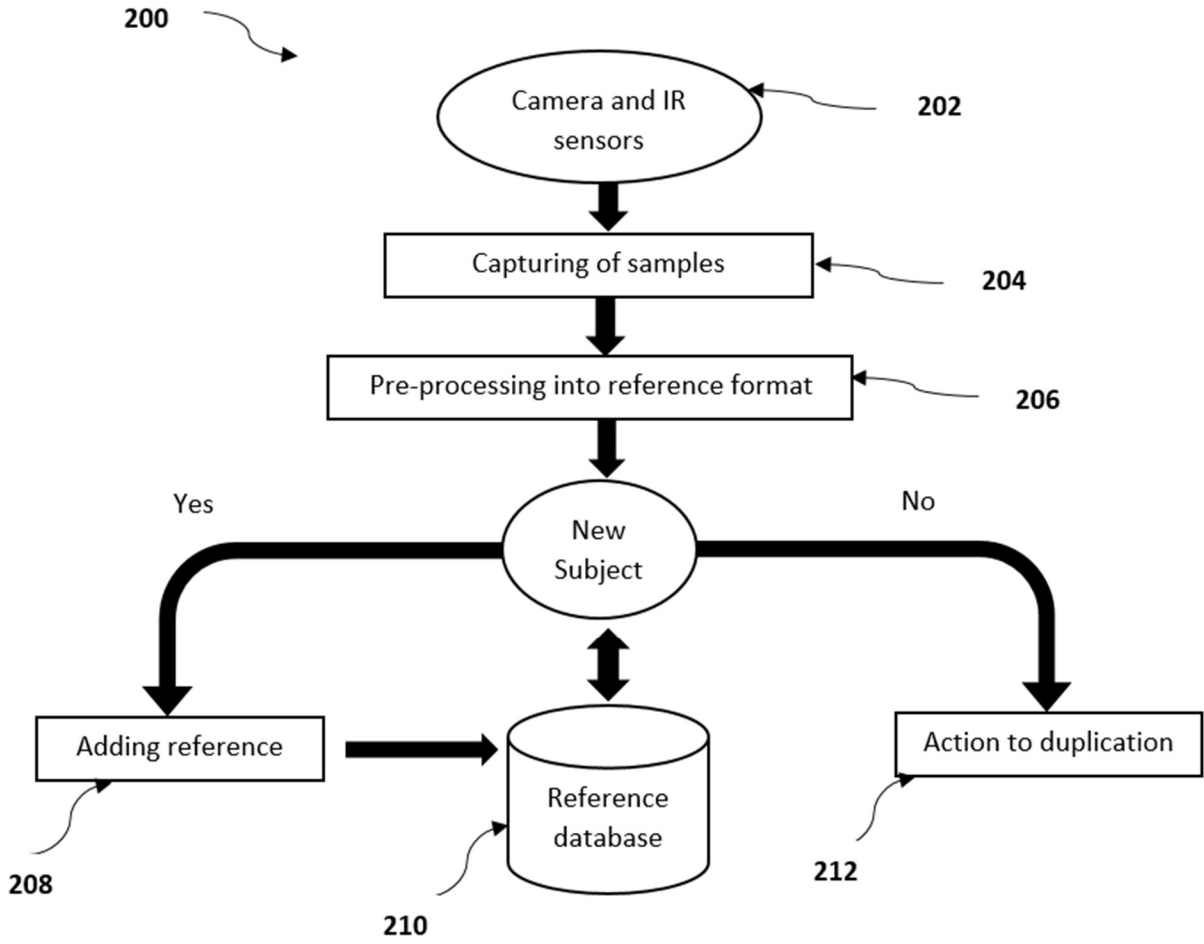 200
Camera and IR
sensors
202
Capturing of samples
204
Pre-processing into reference format
206
Yes
No
New
Subject
Adding reference
Action to duplication
Reference
database
208
210
212